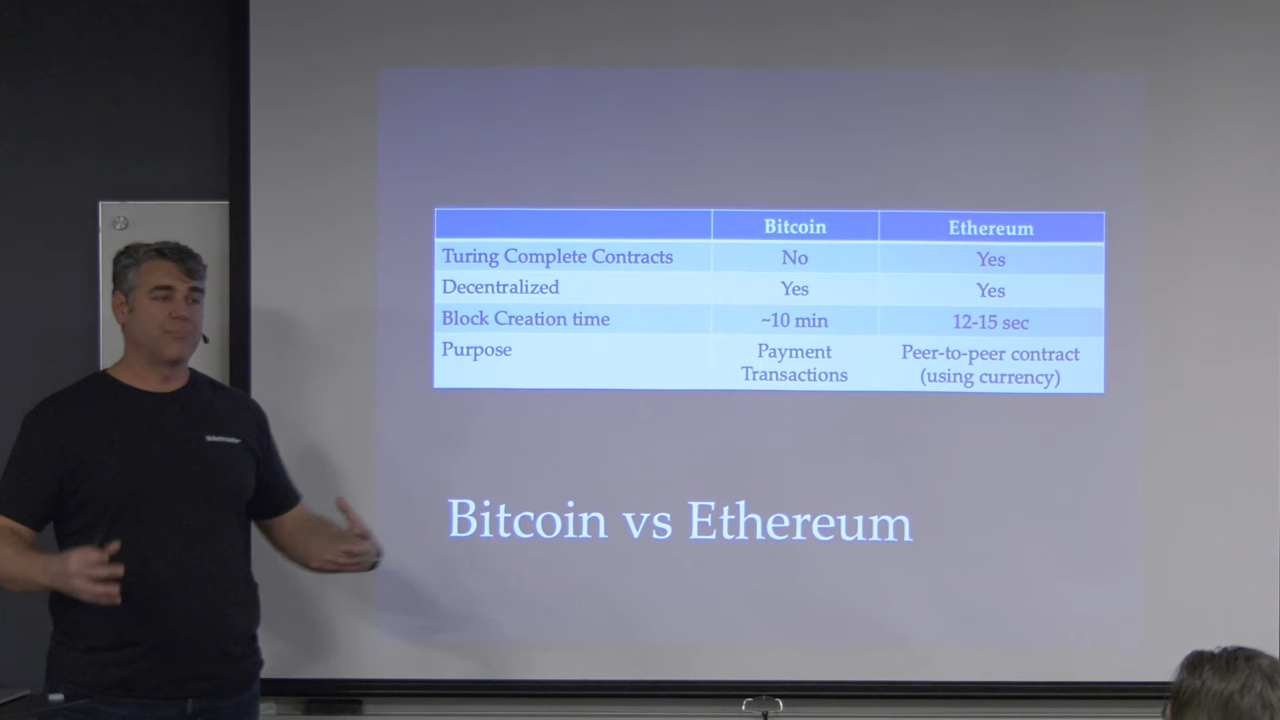 Bitcoin Ethereum
Turing Complete Contracts No Yes
Decentralized Yes Yes
Block Creation time ~10 min 12-15 sec
Purpose Payment Peer-to-peer contract
Transactions (using currency)
Bitcoin vs Ethereum